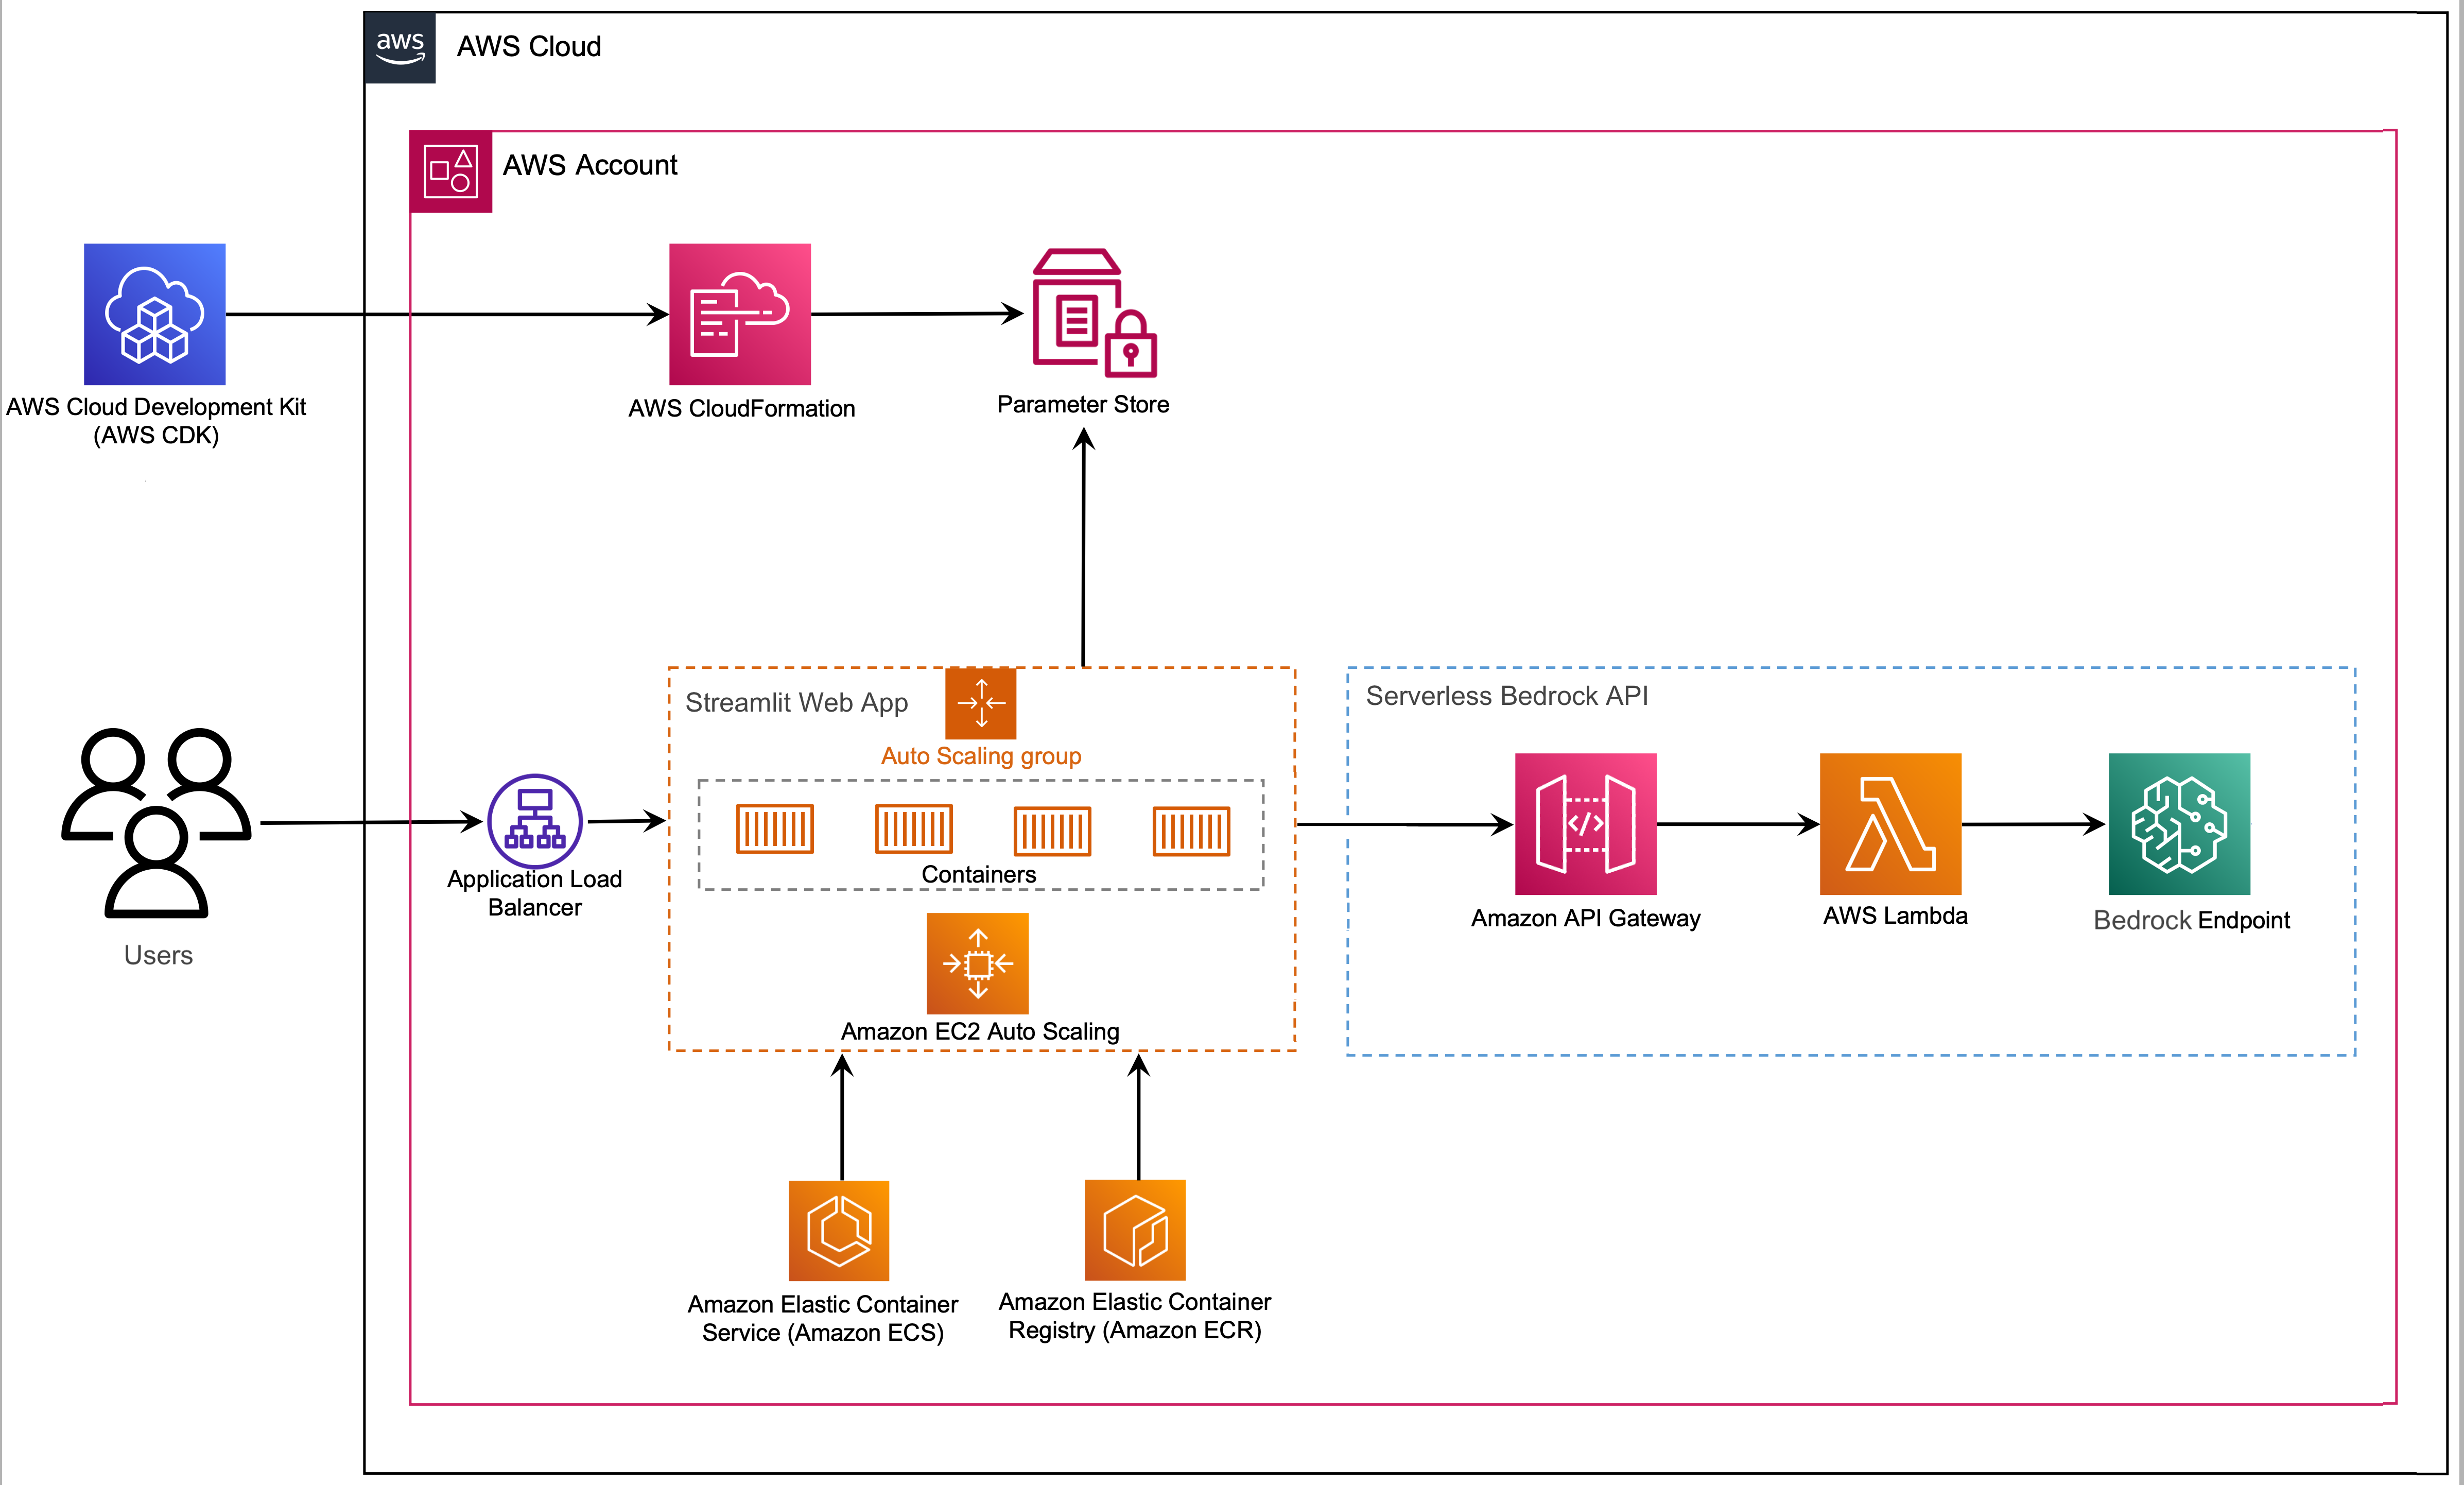 aws
AWS Cloud
AWS Account
AWS Cloud Development Kit
(AWS CDK)
AWS CloudFormation
Parameter Store
Streamlit Web App
Auto Scaling group
Containers
Amazon EC2 Auto Scaling
Serverless Bedrock API
</>
Amazon API Gateway
AWS Lambda
Bedrock Endpoint
Application Load
Balancer
Users
Amazon Elastic Container
Service (Amazon ECS)
Amazon Elastic Container
Registry (Amazon ECR)